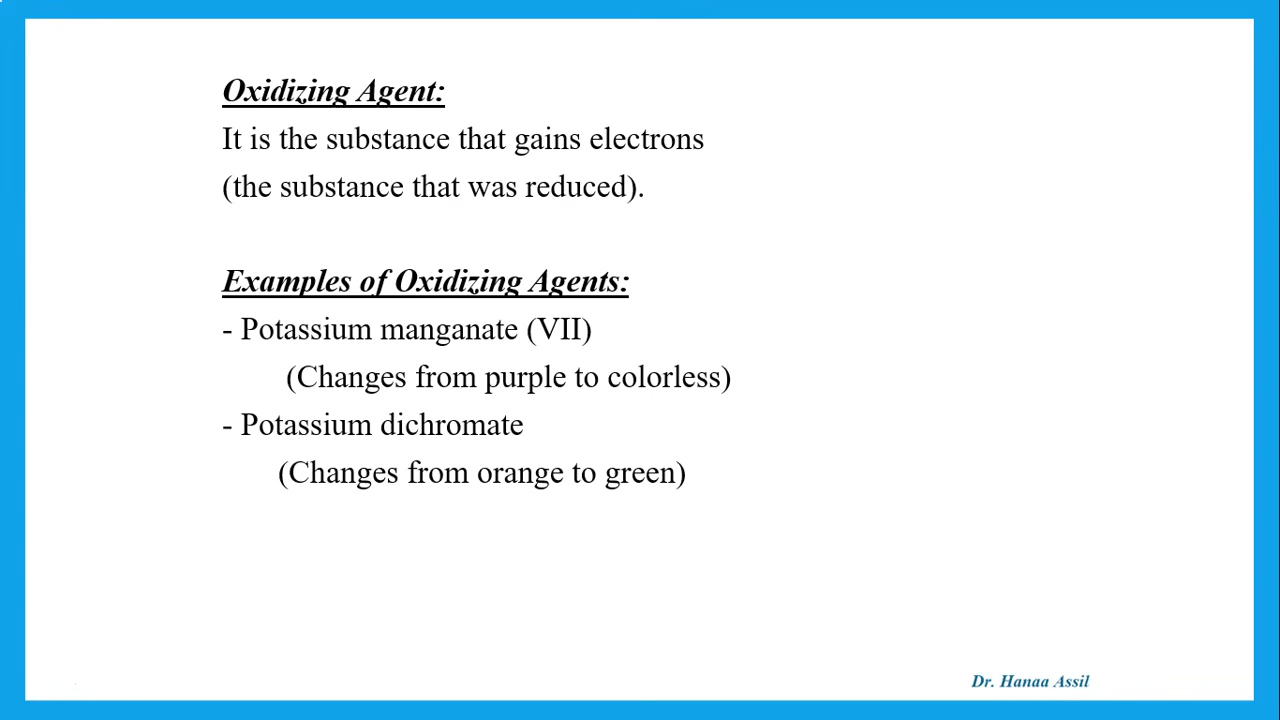 Oxidizing Agent:
It is the substance that gains electrons
(the substance that was reduced).
Examples of Oxidizing Agents:
- Potassium manganate (VII)
(Changes from purple to colorless)
- Potassium dichromate
(Changes from orange to green)
Dr. Hanaa Assil